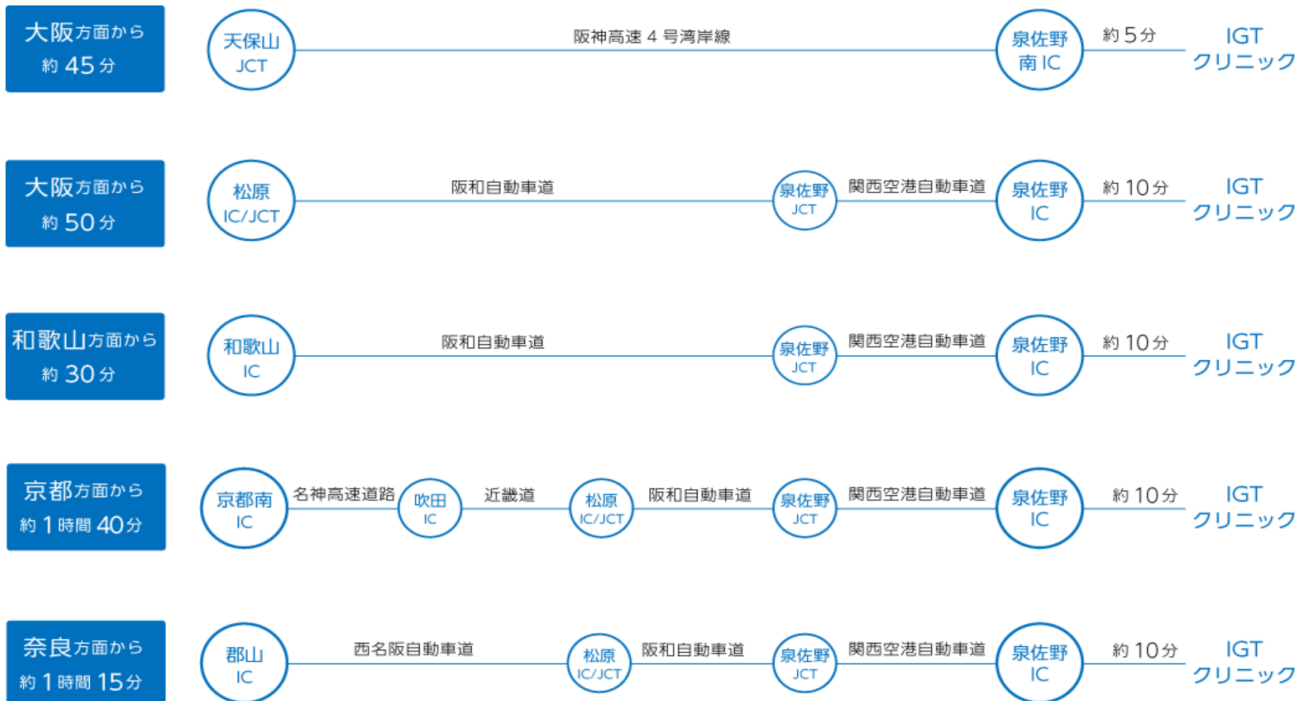 大阪方面から
約 45 分
天保山
JCT
阪神高速 4 号湾岸線
泉佐野
南 IC
約 5 分
IGT
クリニック
大阪方面から
約 50 分
松原
IC/JCT
阪和自動車道
泉佐野
JCT
関西空港自動車道
泉佐野
IC
約 10 分
IGT
クリニック
和歌山方面から
約 30 分
和歌山
IC
阪和自動車道
泉佐野
JCT
関西空港自動車道
泉佐野
IC
約 10 分
IGT
クリニック
京都方面から
約 1 時間 40 分
京都南
IC
名神高速道路
吹田
IC
近畿道
松原
IC/JCT
阪和自動車道
泉佐野
JCT
関西空港自動車道
泉佐野
IC
約 10 分
IGT
クリニック
奈良方面から
約 1 時間 15 分
郡山
IC
西名阪自動車道
松原
IC/JCT
阪和自動車道
泉佐野
JCT
関西空港自動車道
泉佐野
IC
約 10 分
IGT
クリニック